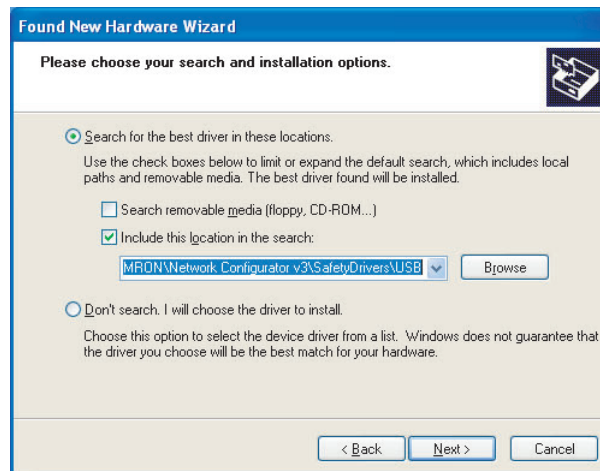 Found New Hardware Wizard
Please choose your search and installation options.
Search for the best driver in these locations.
Use the check boxes below to limit or expand the default search, which includes local
paths and removable media. The best driver found will be installed.
Search removable media (floppy, CD-ROM...)
Include this location in the search:
MRON\Network Configurator v3\SafetyDrivers\USB
Browse
Don't search. I will choose the driver to install.
Choose this option to select the device driver from a list. Windows does not guarantee that
the driver you choose will be the best match for your hardware.
< Back
Next >
Cancel